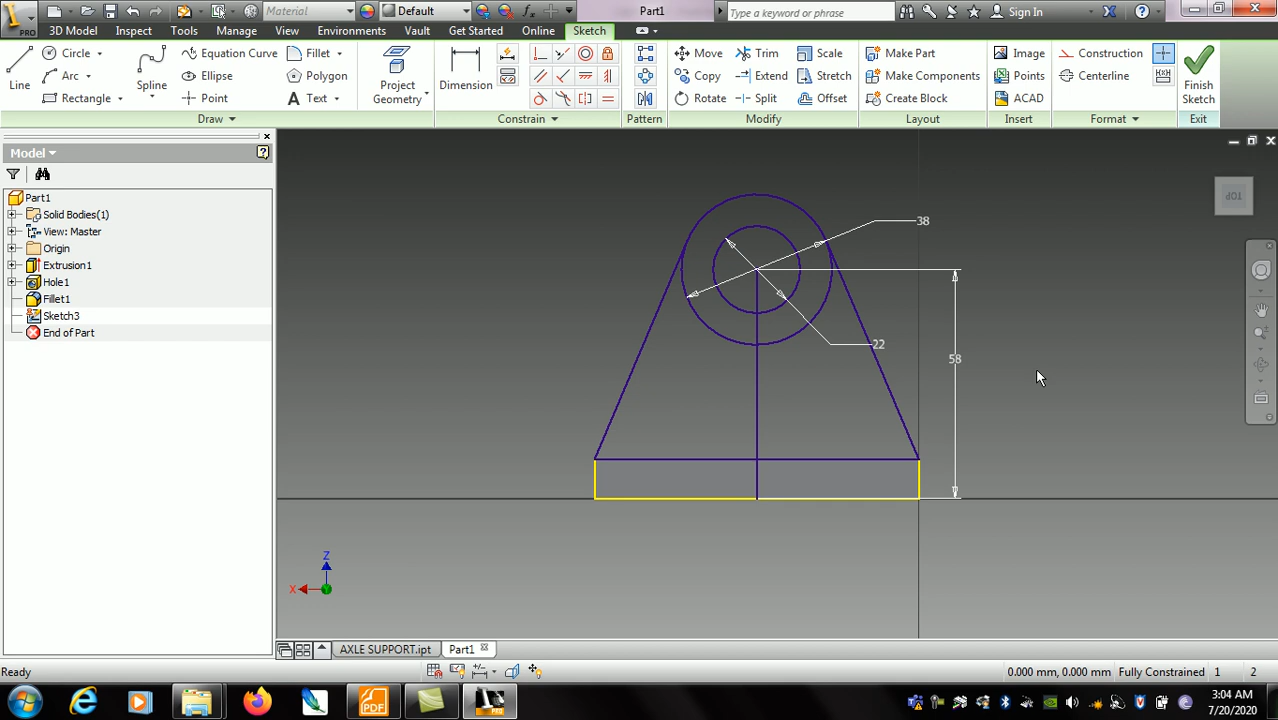 Material Default Part1 Type a keyword or phrase Sign In
PRO 3D Model Inspect Tools Manage View Environments Vault Get Started Online Sketch
Circle Equation Curve Fillet Move Trim Scale Make Part Image Construction
Arc Ellipse Polygon Copy Extend Stretch Make Components Points Centerline
Line Spline Dimension Project Geometry Finish Sketch
Rectangle Point Text Rotate Split Offset Create Block ACAD
Draw Constrain Pattern Modify Layout Insert Format Exit
Model
Part1
Solid Bodies(1)
View: Master
Origin
Extrusion1
Hole1
Fillet1
Sketch3
End of Part
TOP
38
22
58
Z
X
AXLE SUPPORT.ipt Part1
Ready 0.000 mm, 0.000 mm Fully Constrained 1 2
PDF PRO 3:04 AM
7/20/2020